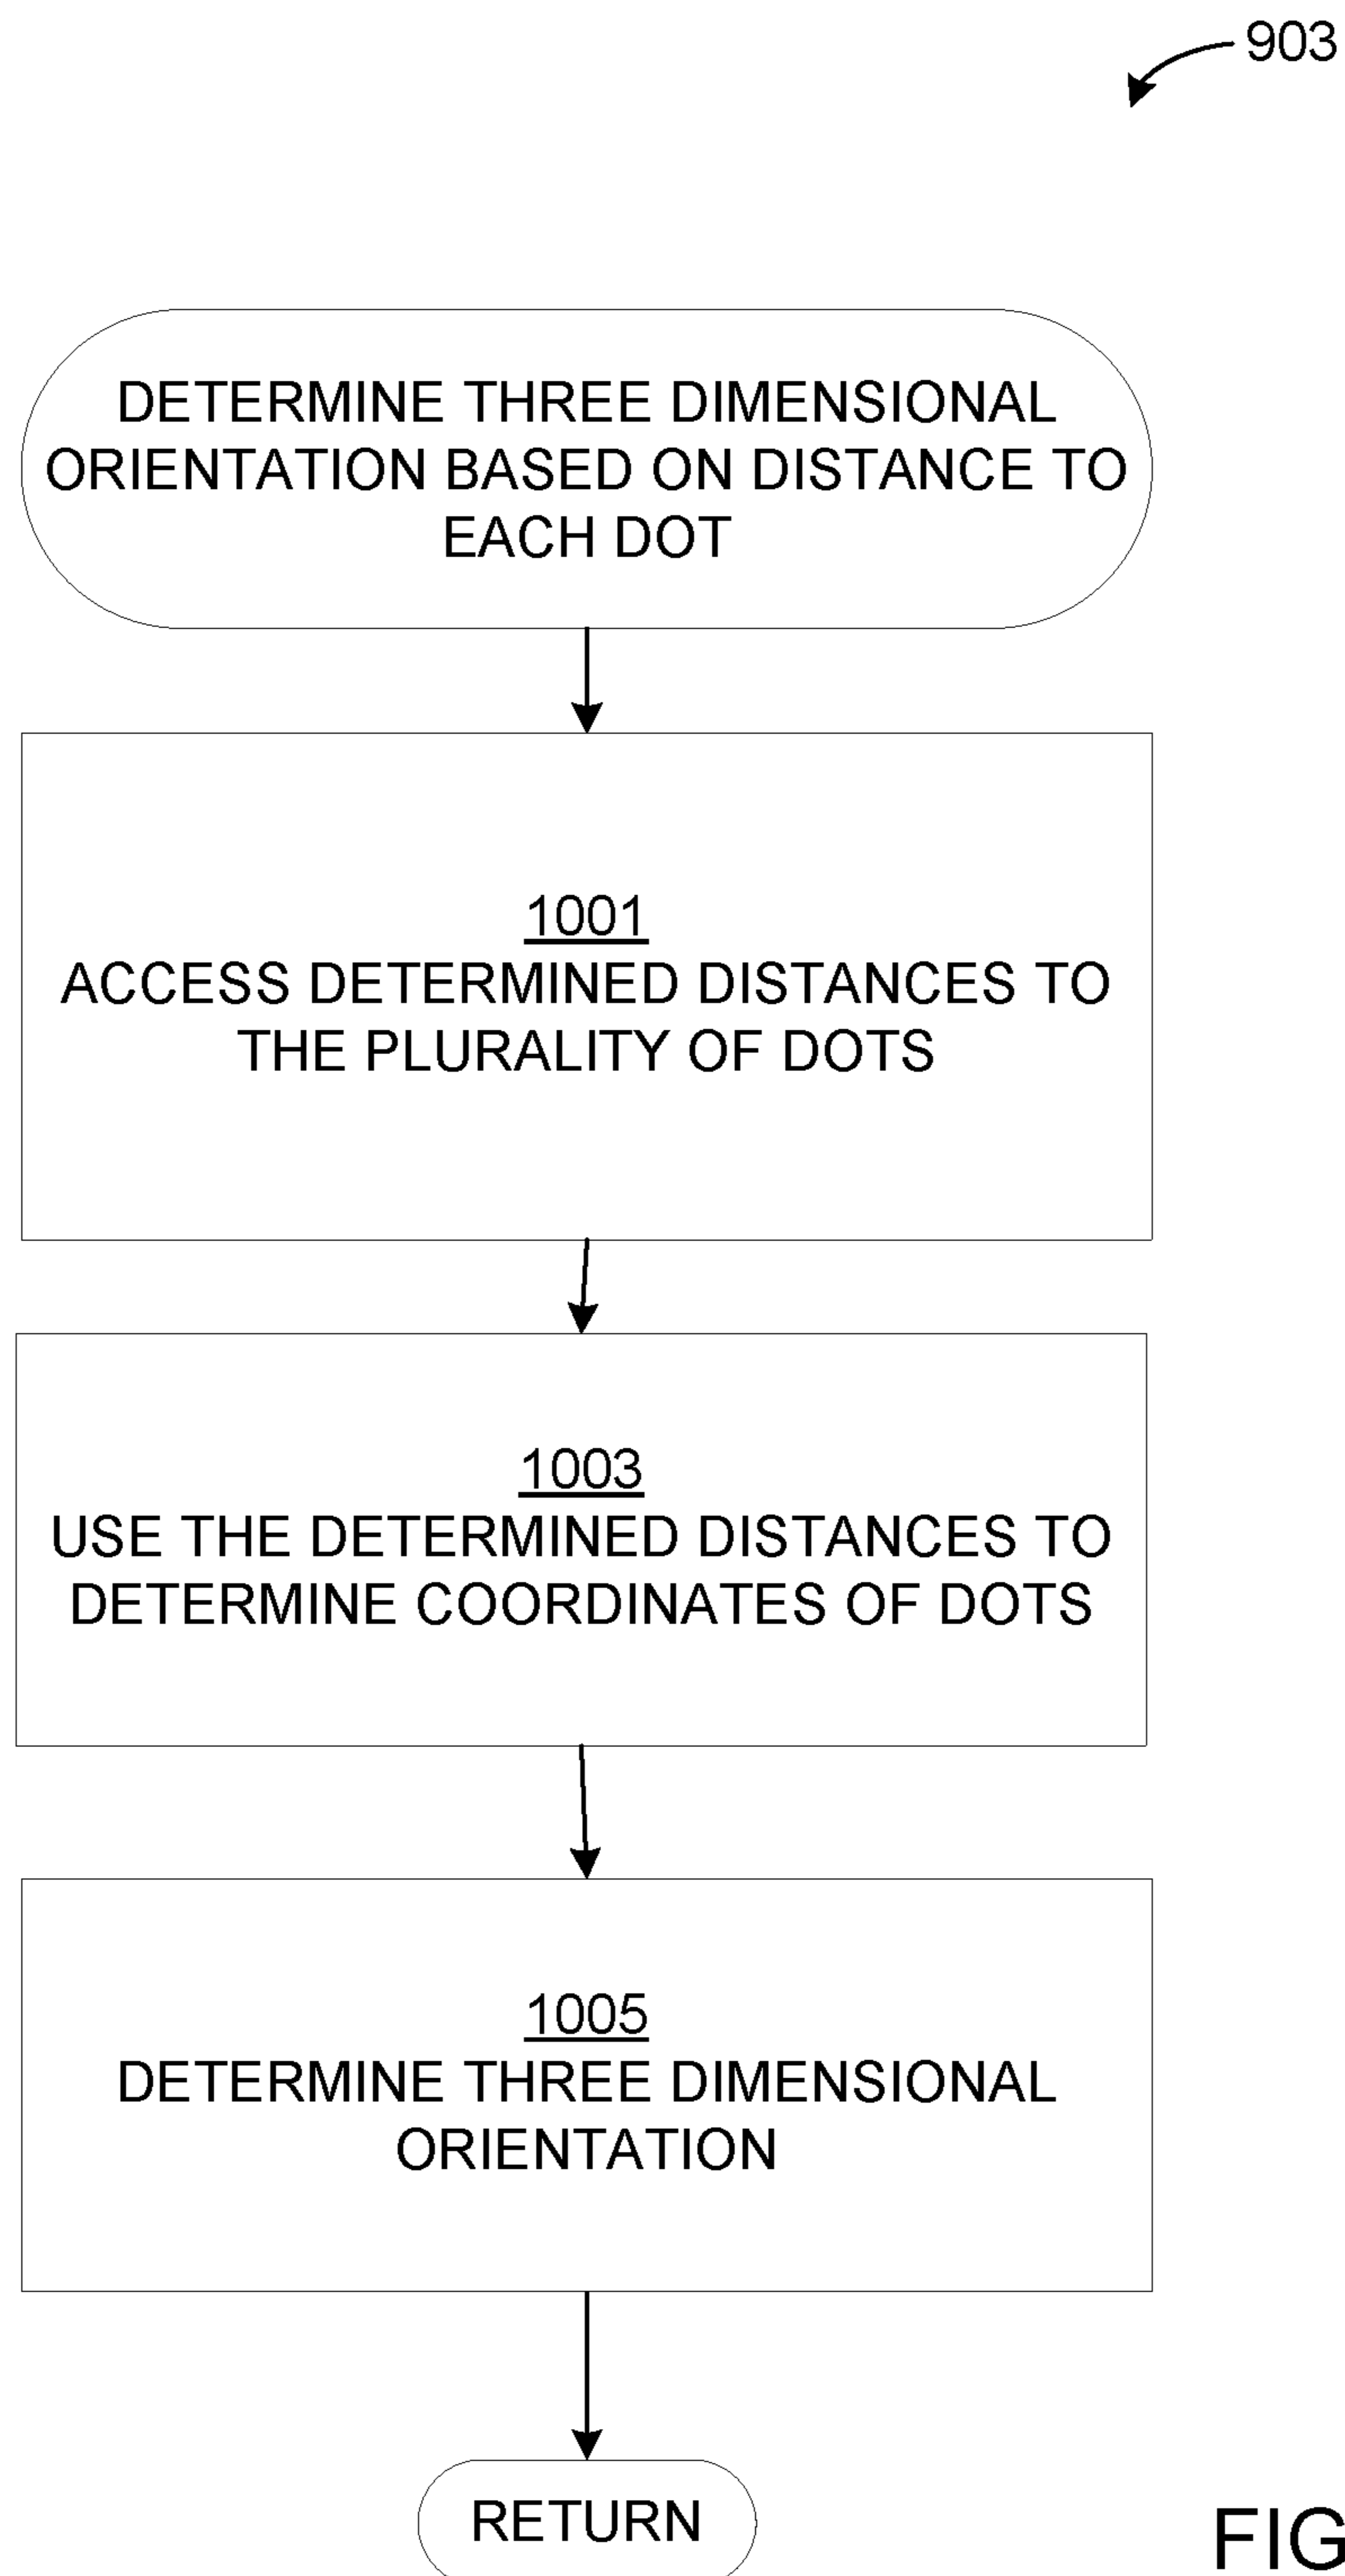 903
DETERMINE THREE DIMENSIONAL
ORIENTATION BASED ON DISTANCE TO
EACH DOT
1001
ACCESS DETERMINED DISTANCES TO
THE PLURALITY OF DOTS
1003
USE THE DETERMINED DISTANCES TO
DETERMINE COORDINATES OF DOTS
1005
DETERMINE THREE DIMENSIONAL
ORIENTATION
RETURN
FIG